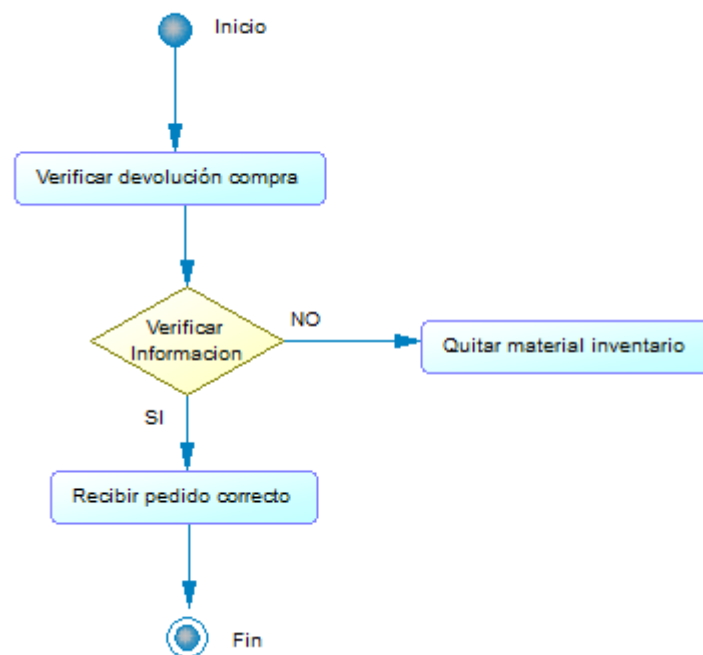 Inicio
Verificar devolución compra
Verificar
Informacion
NO
Quitar material inventario
SI
Recibir pedido correcto
Fin